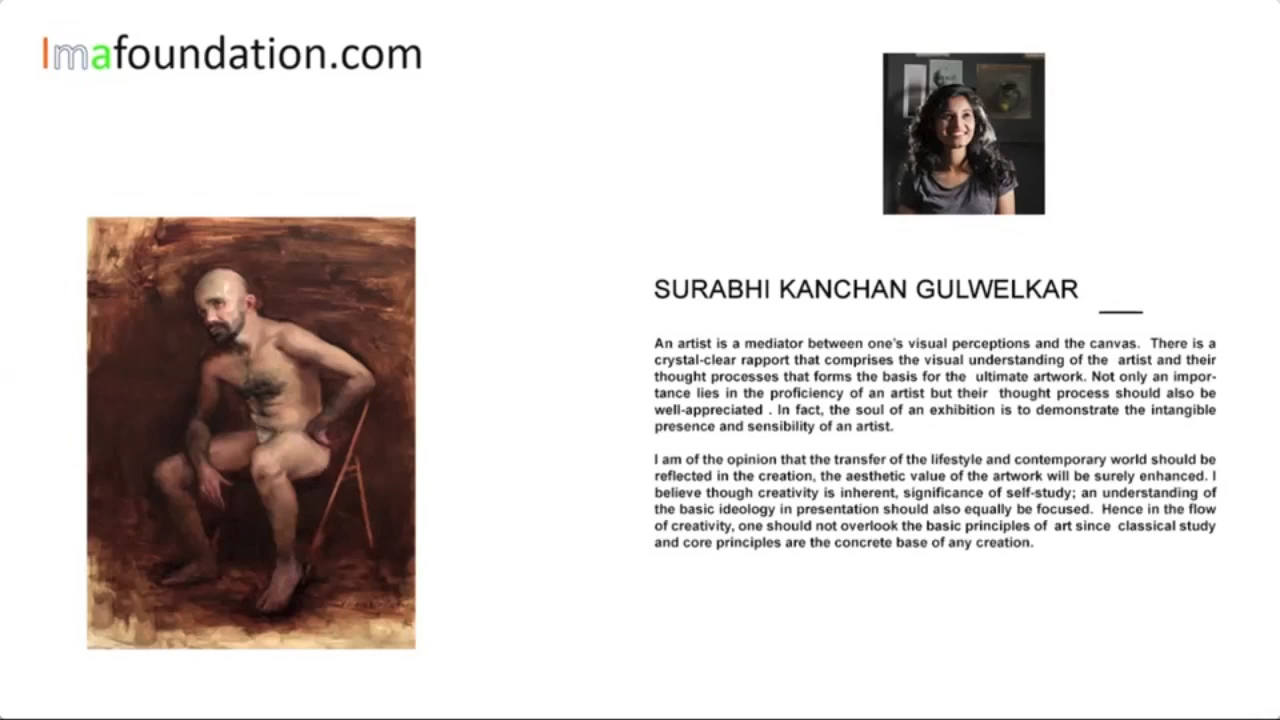 Imafoundation.com
SURABHI KANCHAN GULWELKAR
An artist is a mediator between one's visual perceptions and the canvas. There is a
crystal-clear rapport that comprises the visual understanding of the artist and their
thought processes that forms the basis for the ultimate artwork. Not only an impor-
tance lies in the proficiency of an artist but their thought process should also be
well-appreciated . In fact, the soul of an exhibition is to demonstrate the intangible
presence and sensibility of an artist.
I am of the opinion that the transfer of the lifestyle and contemporary world should be
reflected in the creation, the aesthetic value of the artwork will be surely enhanced. I
believe though creativity is inherent, significance of self-study; an understanding of
the basic ideology in presentation should also equally be focused. Hence in the flow
of creativity, one should not overlook the basic principles of art since classical study
and core principles are the concrete base of any creation.